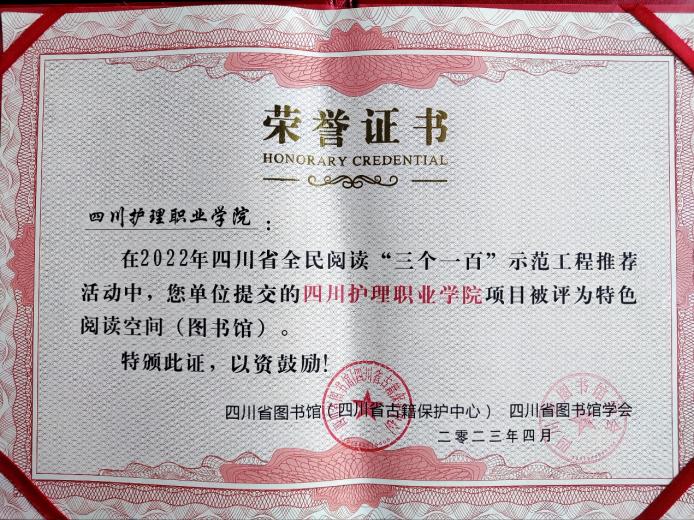 荣誉证书
HONORARY CREDENTIAL
四川护理职业学院：
在2022年四川省全民阅读“三个一百”示范工程推荐
活动中，您单位提交的四川护理职业学院项目被评为特色
阅读空间（图书馆）。
特颁此证，以资鼓励！
四川省图书馆（四川省古籍保护中心） 四川省图书馆学会
二零二三年四月